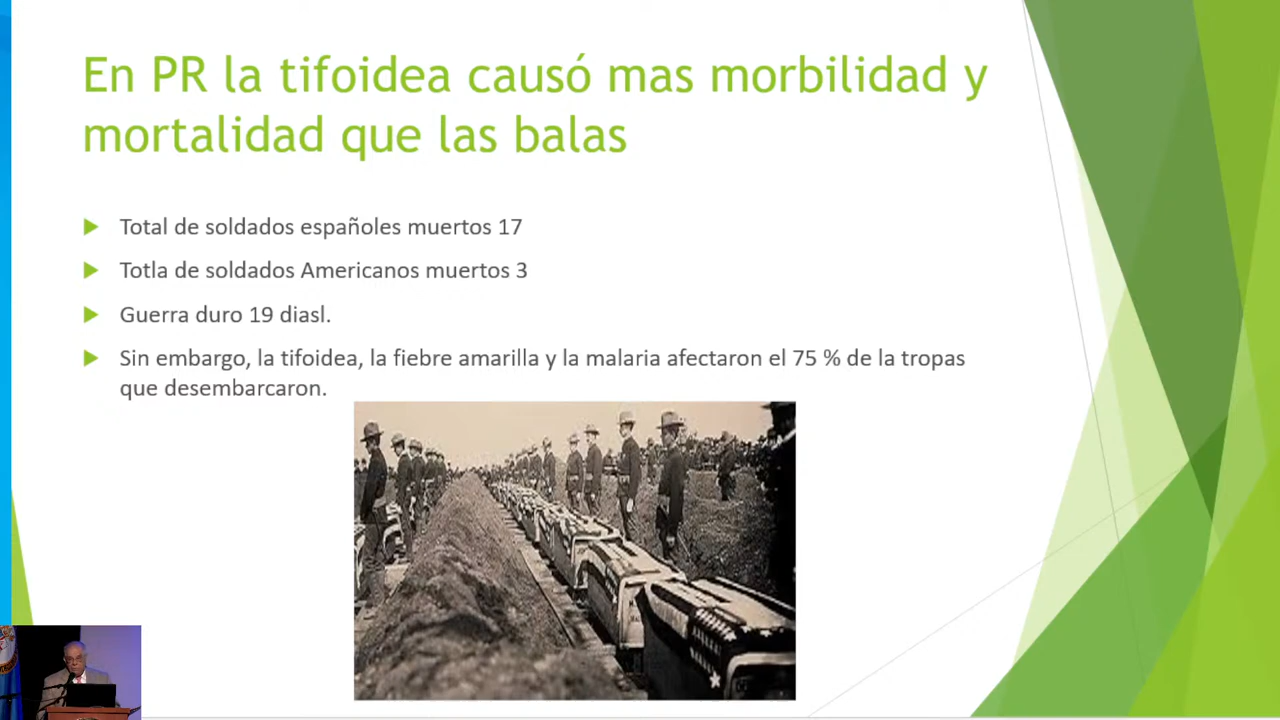 En PR la tifoidea causó mas morbilidad y
mortalidad que las balas
Total de soldados españoles muertos 17
Totla de soldados Americanos muertos 3
Guerra duro 19 diasl.
Sin embargo, la tifoidea, la fiebre amarilla y la malaria afectaron el 75 % de la tropas
que desembarcaron.